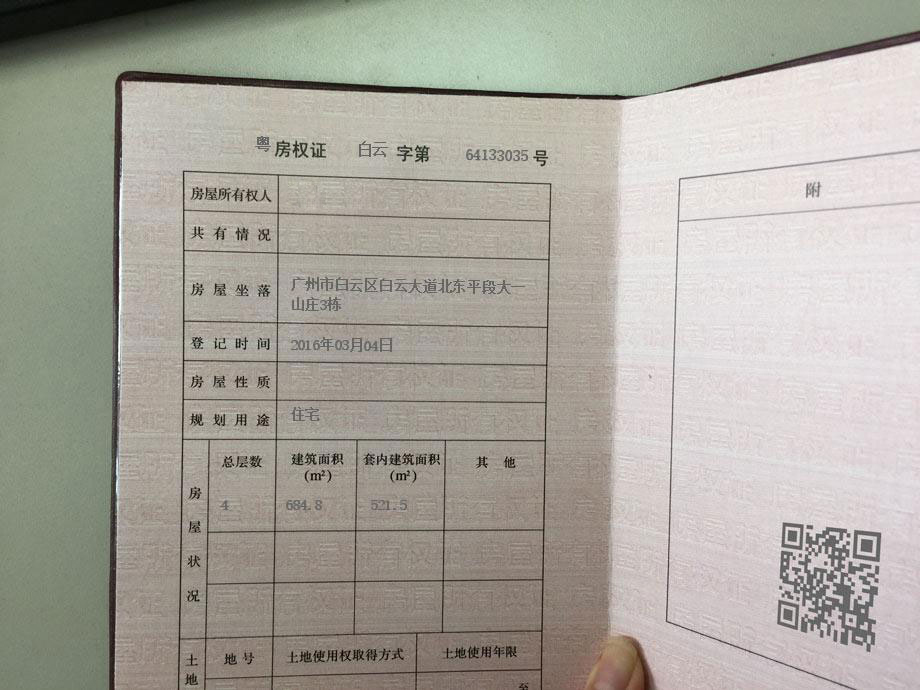 粤房权证 白云 字第 64133035 号
附
房屋所有权人
共有情况
房屋坐落 广州市白云区白云大道北东平段大一
山庄3栋
登记时间 2016年03月04日
房屋性质
规划用途 住宅
房屋状况
总层数 建筑面积 套内建筑面积 其他
(m²) (m²)
4 684.8 521.5
土地
地号 土地使用权取得方式 土地使用年限
至